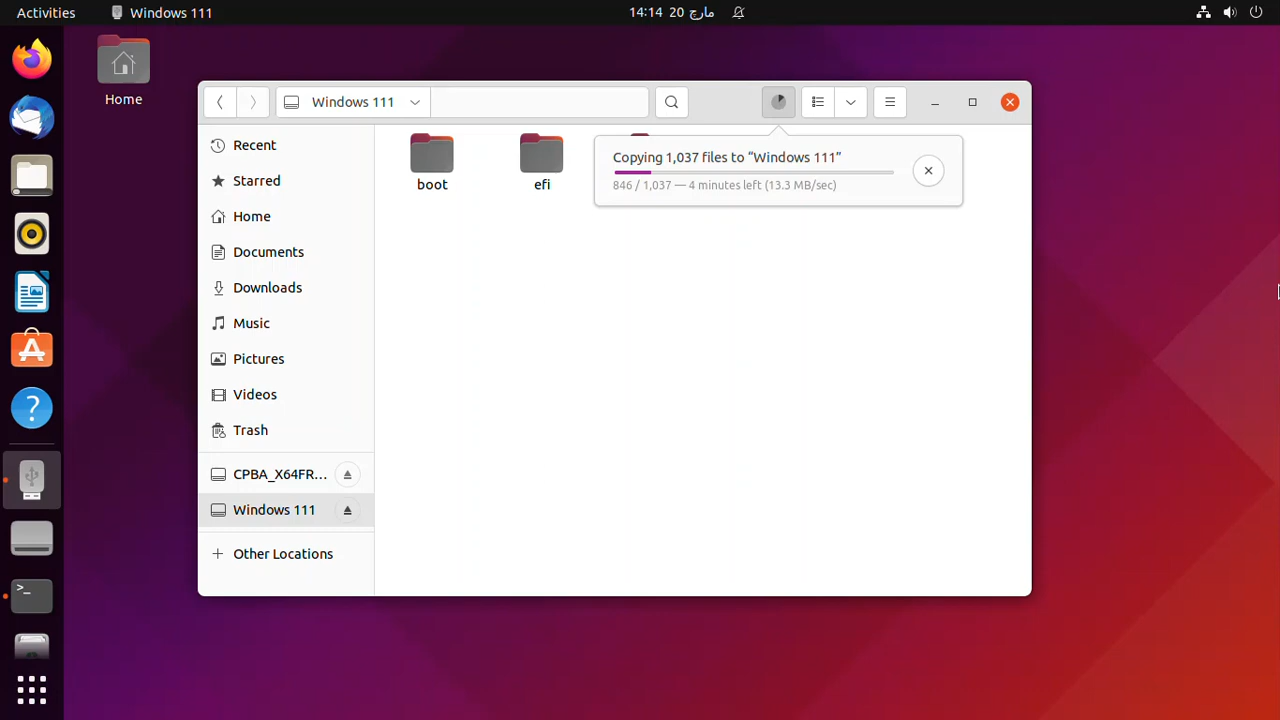 Activities
Windows 111
14:14 20 مارچ
Home
Windows 111
Recent
Starred
Home
Documents
Downloads
Music
Pictures
Videos
Trash
CPBA_X64FR...
Windows 111
Other Locations
boot
efi
Copying 1,037 files to “Windows 111”
846 / 1,037 — 4 minutes left (13.3 MB/sec)